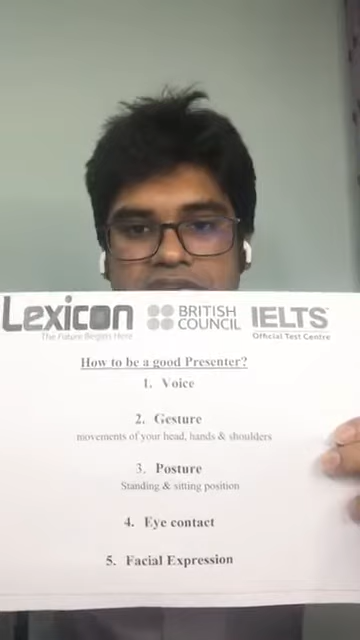 Lexicon
The Future Begins Here
BRITISH
COUNCIL
IELTS™
Official Test Centre
How to be a good Presenter?
1. Voice
2. Gesture
movements of your head, hands & shoulders
3. Posture
Standing & sitting position
4. Eye contact
5. Facial Expression